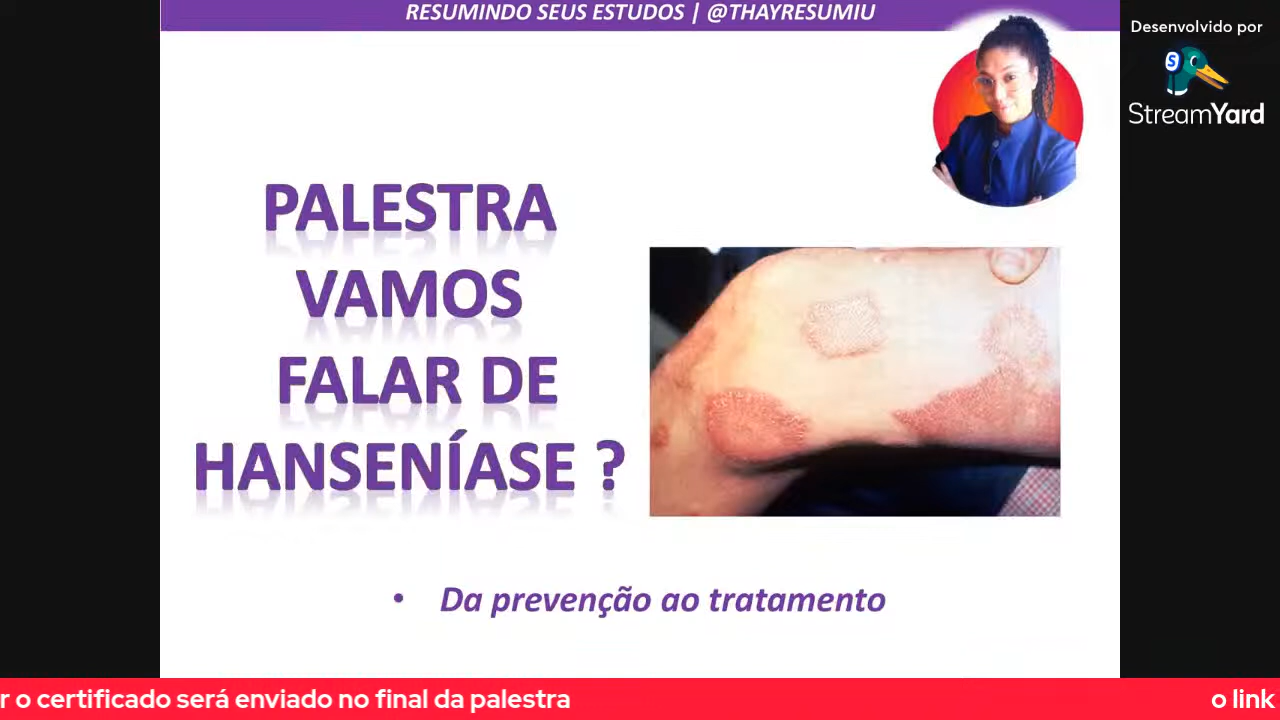 RESUMINDO SEUS ESTUDOS | @THAYRESUMIU
Desenvolvido por
S
StreamYard
PALESTRA
VAMOS
FALAR DE
HANSENÍASE ?
• Da prevenção ao tratamento
r o certificado será enviado no final da palestra
o link